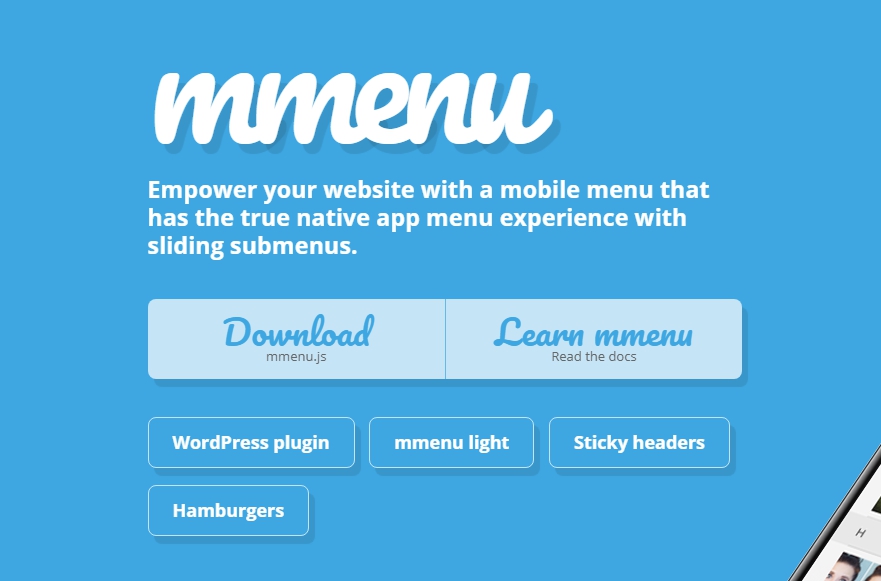 mmenu
Empower your website with a mobile menu that
has the true native app menu experience with
sliding submenus.
Download
mmenu.js
Learn mmenu
Read the docs
WordPress plugin
mmenu light
Sticky headers
Hamburgers
H